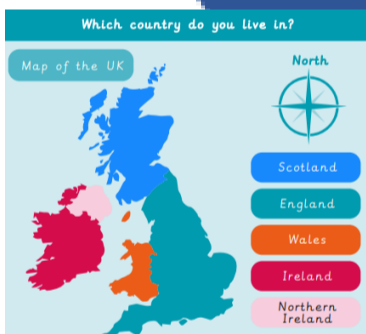 Which country do you live in?
Map of the UK
North
Scotland
England
Wales
Ireland
Northern
Ireland